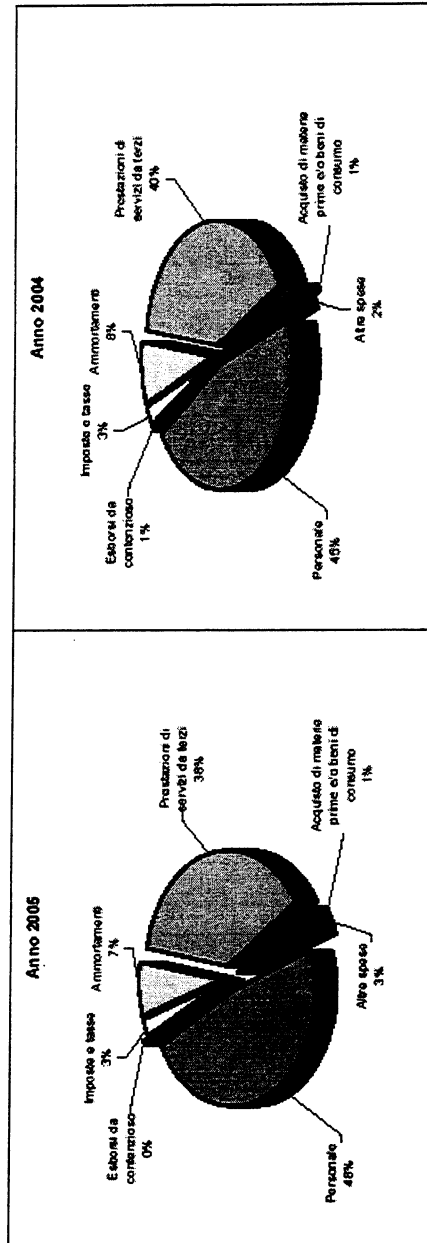 Anno 2005
Prestazioni di
servizi da terzi
38%
Acquisto di materie
prime e/o beni di
consumo
1%
Altre spese
3%
Personale
48%
Esborsi da
contenzioso
0%
Imposte e tasse
3%
Ammortamenti
7%
Anno 2004
Prestazioni di
servizi da terzi
40%
Acquisto di materie
prime e/o beni di
consumo
1%
Altre spese
2%
Personale
45%
Esborsi da
contenzioso
1%
Imposte e tasse
3%
Ammortamenti
8%